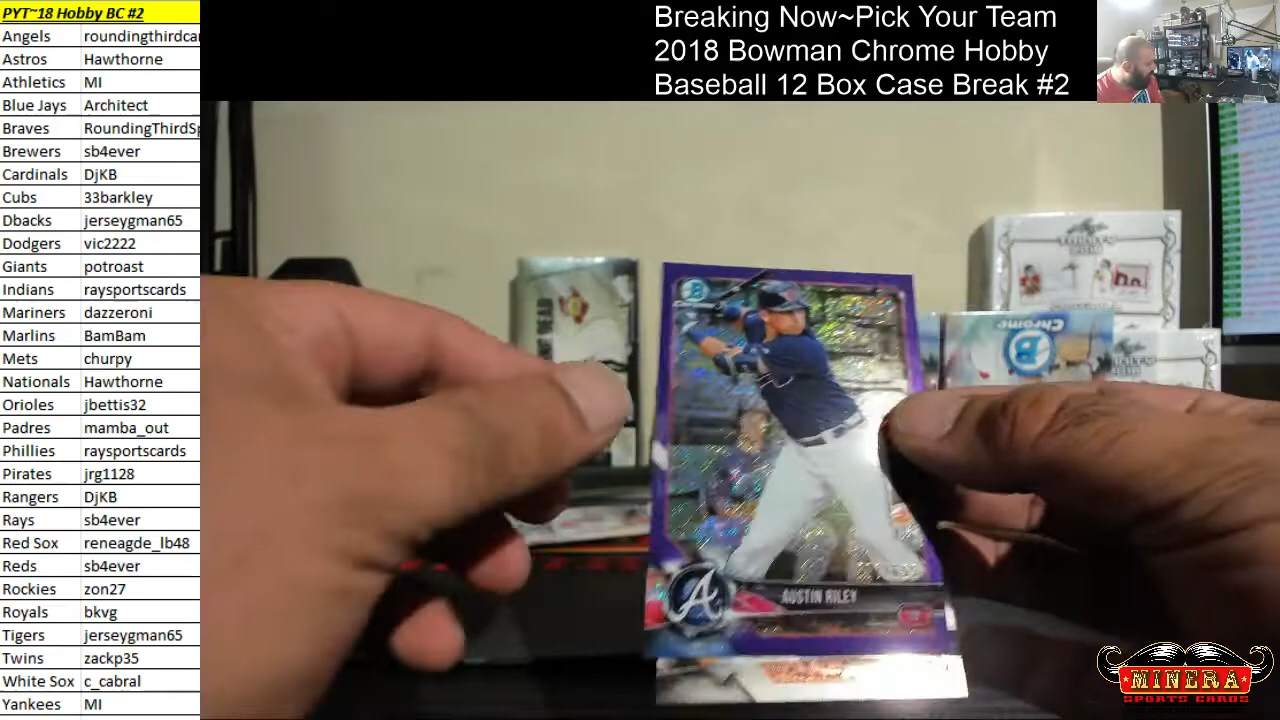 PYT~18 Hobby BC #2
Angels roundingthirdcar
Astros Hawthorne
Athletics MI
Blue Jays Architect
Braves RoundingThirdSp
Brewers sb4ever
Cardinals DjKB
Cubs 33barkley
Dbacks jerseygman65
Dodgers vic2222
Giants potroast
Indians raysportscards
Mariners dazzeroni
Marlins BamBam
Mets churpy
Nationals Hawthorne
Orioles jbettis32
Padres mamba_out
Phillies raysportscards
Pirates jrg1128
Rangers DjKB
Rays sb4ever
Red Sox reneagde_lb48
Reds sb4ever
Rockies zon27
Royals bkvg
Tigers jerseygman65
Twins zackp35
White Sox c_cabral
Yankees MI
Breaking Now~Pick Your Team
2018 Bowman Chrome Hobby
Baseball 12 Box Case Break #2
B
Chrome
A
AUSTIN RILEY
MINERA
SPORTS CARDS